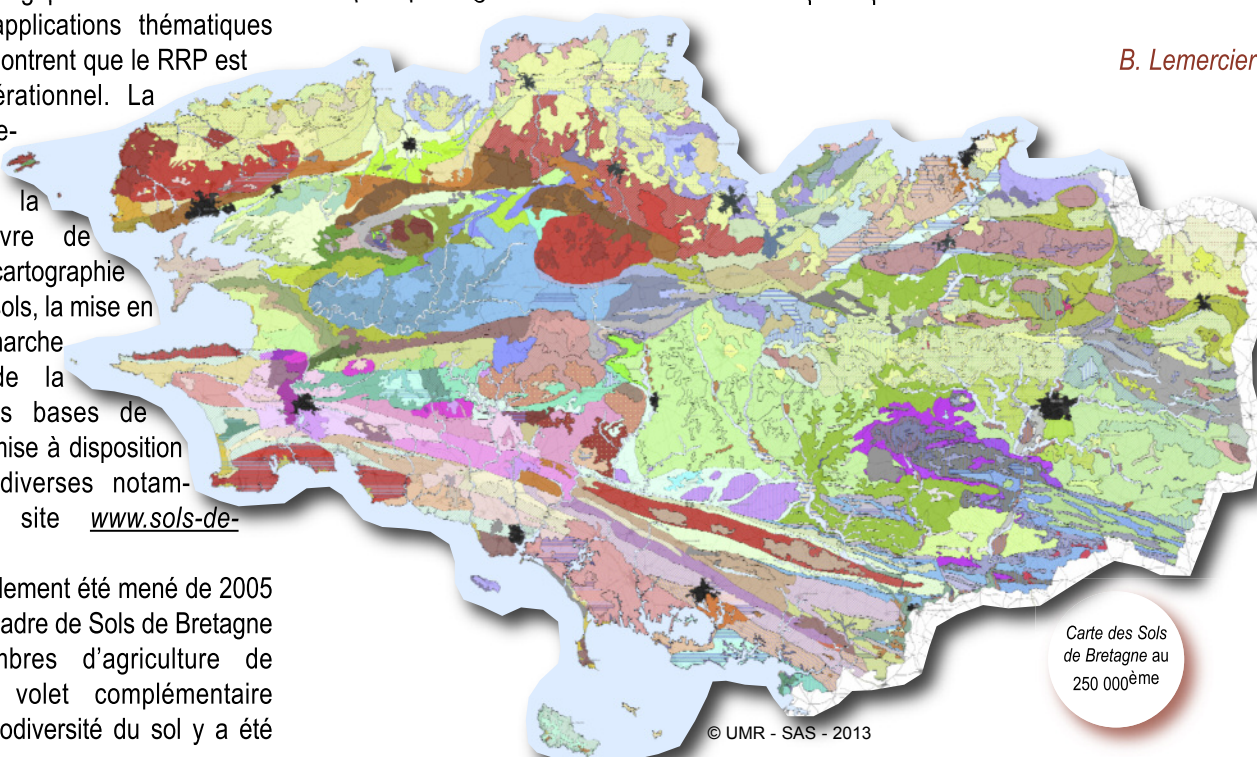 applications thématiques
ontrent que le RRP est
érationnel. La
e-
la
vre de
cartographie
sols, la mise en
arche
de la
s bases de
mise à disposition
diverses notam-
site www.sols-de-
lement été mené de 2005
adre de Sols de Bretagne
mbres d’agriculture de
volet complémentaire
odiversité du sol y a été
B. Lemercier
Carte des Sols
de Bretagne au
250 000ème
© UMR - SAS - 2013